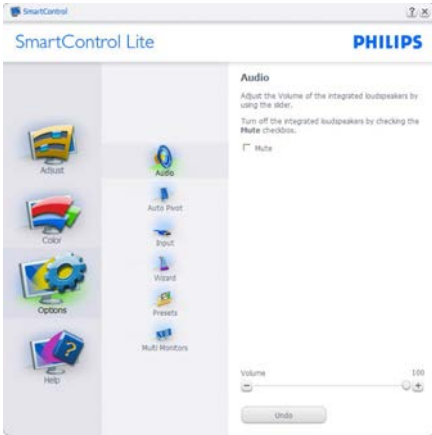 SmartControl
SmartControl Lite
PHILIPS
Adjust
Color
Options
Help
Audio
Auto Pivot
Input
Wizard
Presets
Multi Monitors
Audio
Adjust the Volume of the integrated loudspeakers by
using the slider.
Turn off the integrated loudspeakers by checking the
Mute checkbox.
Mute
Volume
100
Undo